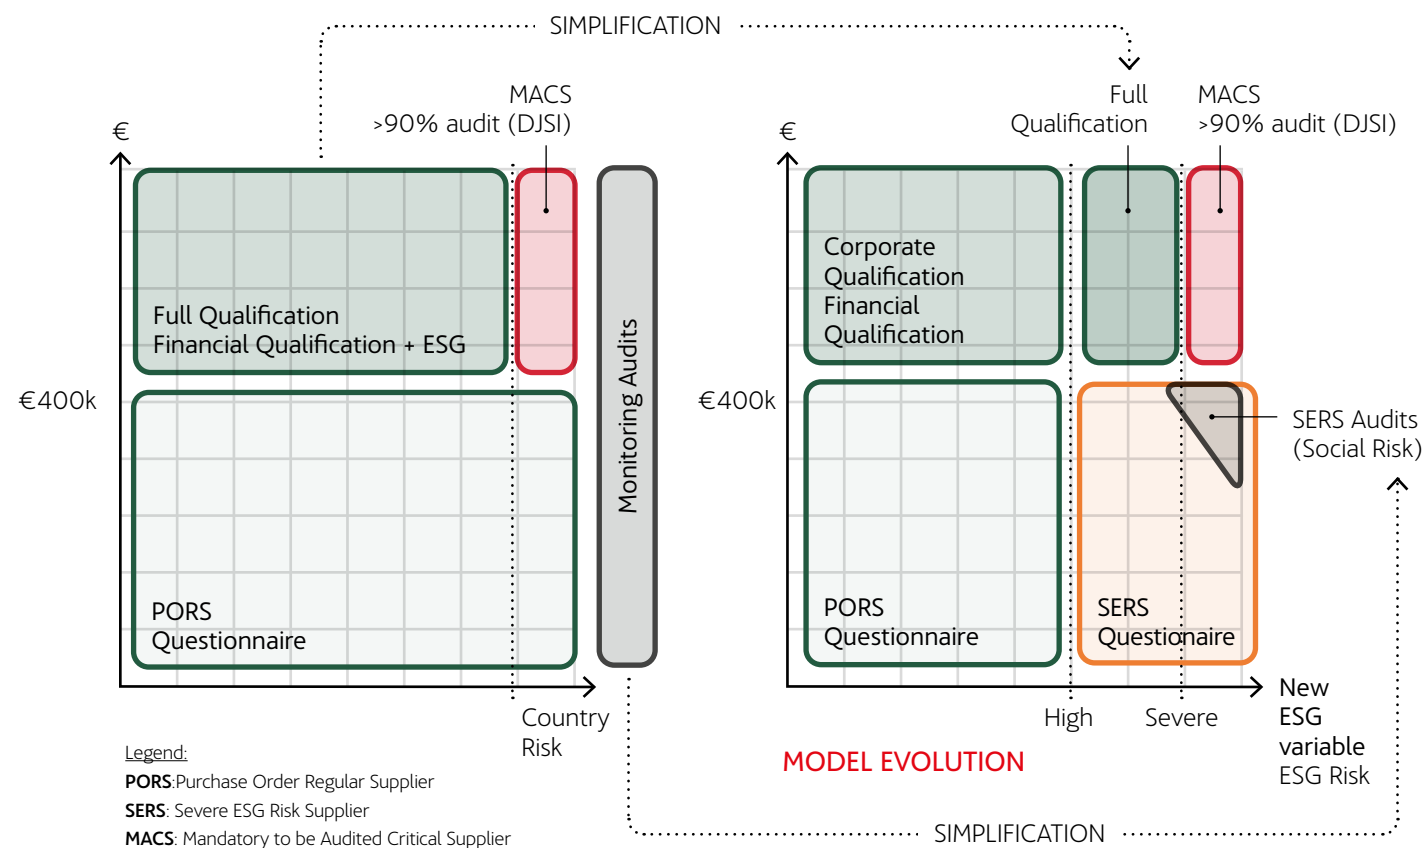 SIMPLIFICATION
MACS
>90% audit (DJSI)
€
Full Qualification
Financial Qualification + ESG
€400k
PORS
Questionnaire
Monitoring Audits
Country
Risk
Full
Qualification
MACS
>90% audit (DJSI)
€
Corporate
Qualification
Financial
Qualification
€400k
SERS Audits
(Social Risk)
PORS
Questionnaire
SERS
Questionaire
High
Severe
New
ESG
variable
ESG Risk
MODEL EVOLUTION
Legend:
PORS:Purchase Order Regular Supplier
SERS: Severe ESG Risk Supplier
MACS: Mandatory to be Audited Critical Supplier
SIMPLIFICATION